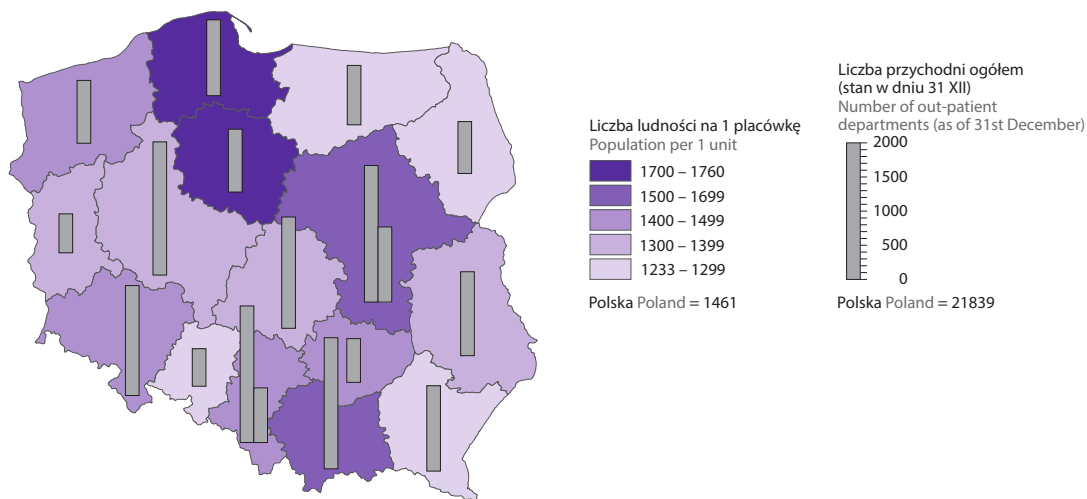 Liczba ludności na 1 placówkę
Population per 1 unit
1700 – 1760
1500 – 1699
1400 – 1499
1300 – 1399
1233 – 1299
Polska Poland = 1461
Liczba przychodni ogółem
(stan w dniu 31 XII)
Number of out-patient
departments (as of 31st December)
2000
1500
1000
500
0
Polska Poland = 21839